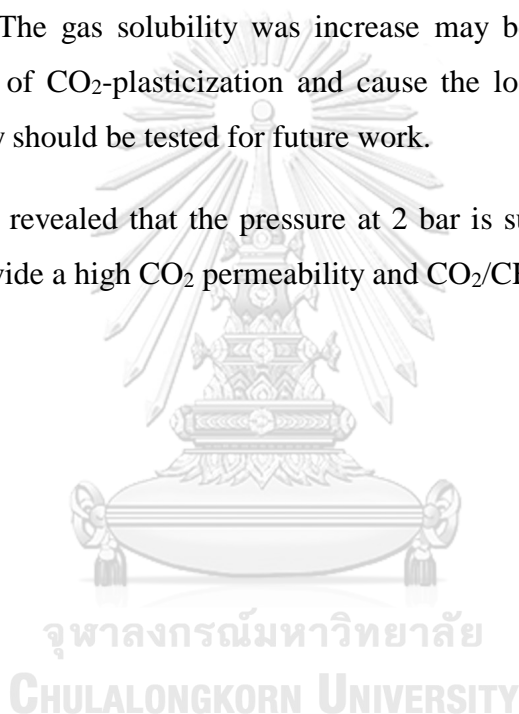 The gas solubility was increase may b
of CO₂-plasticization and cause the lo
y should be tested for future work.
revealed that the pressure at 2 bar is su
vide a high CO₂ permeability and CO₂/C
จุฬาลงกรณ์มหาวิทยาลัย
CHULALONGKORN UNIVERSITY